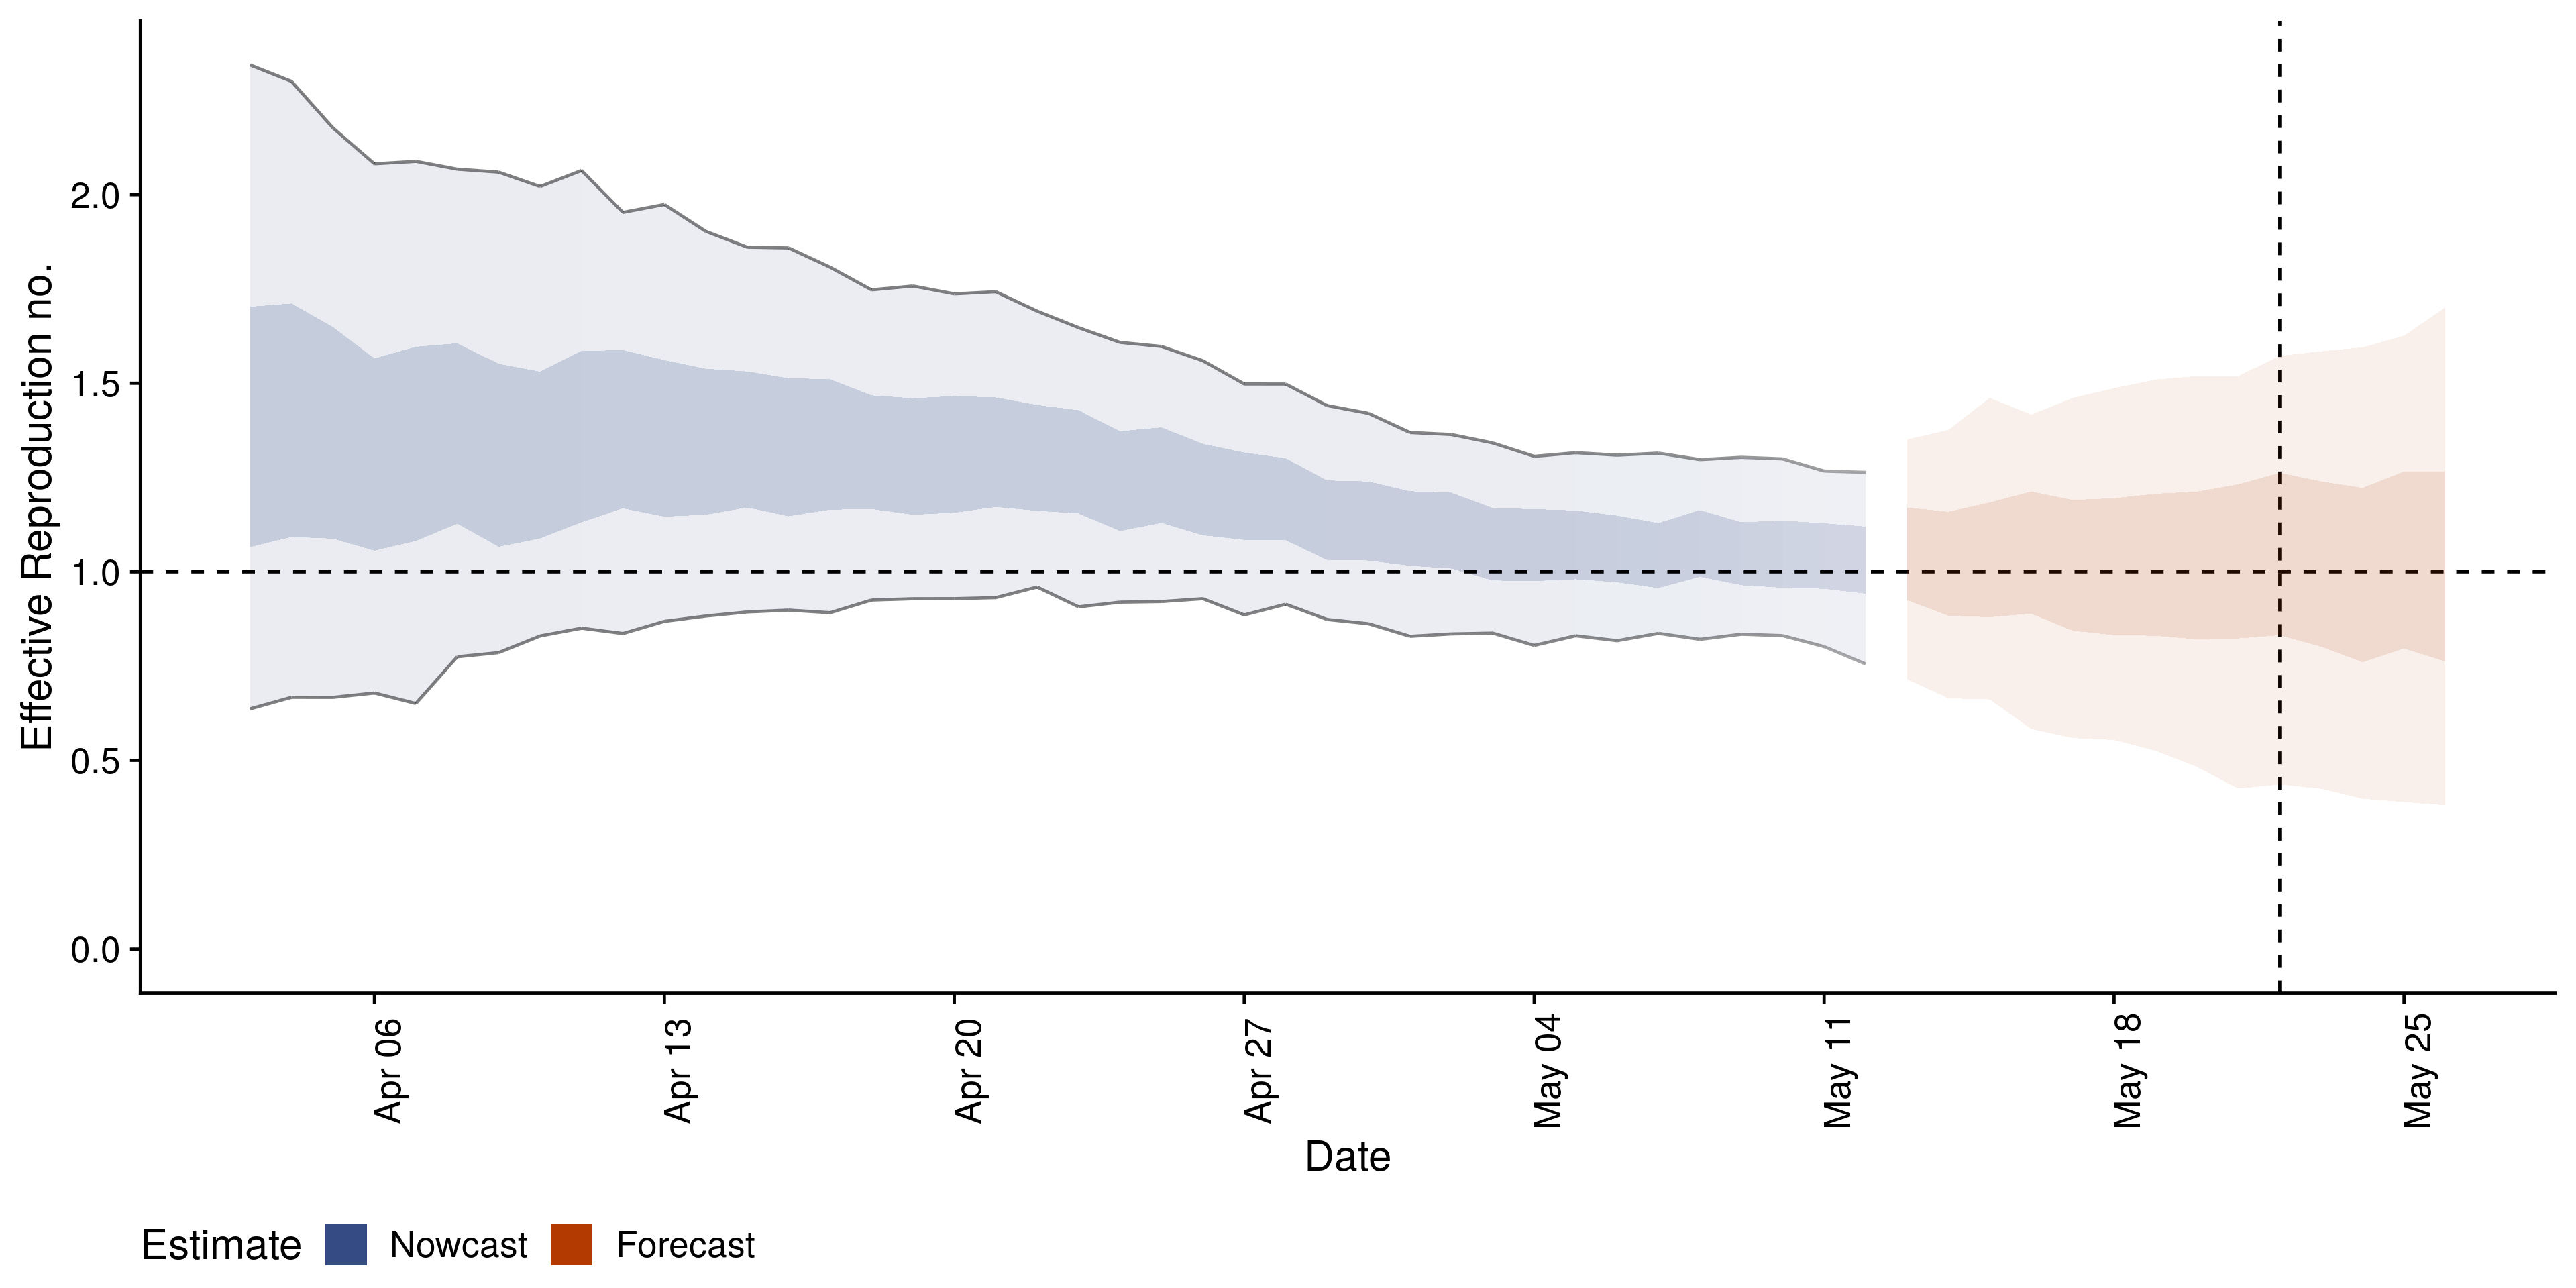 Effective Reproduction no.
2.0
1.5
1.0
0.5
0.0
Apr 06
Apr 13
Apr 20
Apr 27
May 04
May 11
May 18
May 25
Date
Estimate Nowcast Forecast